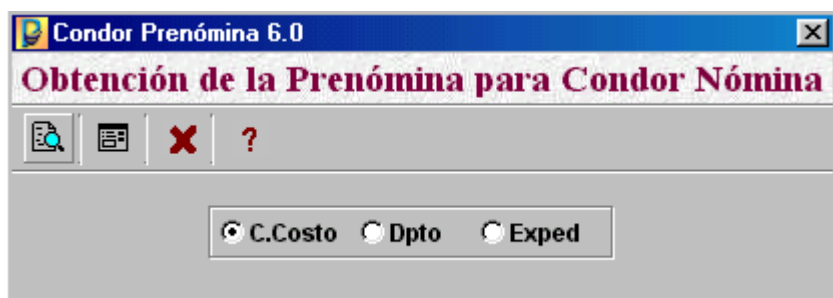 Condor Prenómina 6.0
Obtención de la Prenómina para Condor Nómina
?
C.Costo Dpto Exped